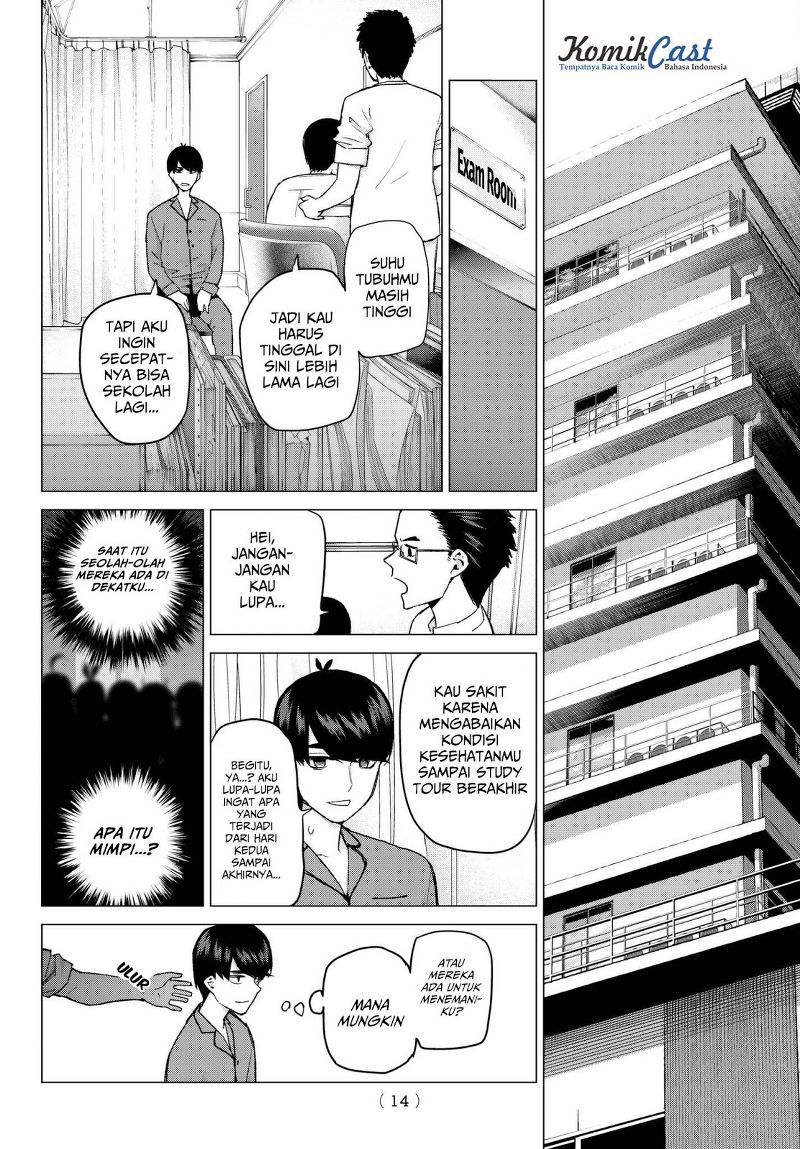 KomikCast
Tempatnya Baca Komik Bahasa Indonesia
Exam Room
SUHU
TUBUHMU
MASIH
TINGGI
JADI KAU
HARUS
TINGGAL DI
SINI LEBIH
LAMA LAGI
TAPI AKU
INGIN
SECEPAT-
NYA BISA
SEKOLAH
LAGI...
HEI,
JANGAN-
JANGAN
KAU
LUPA...
SAAT ITU
SEOLAH-OLAH
MEREKA ADA DI
DEKATKU...
KAU SAKIT
KARENA
MENGABAIKAN
KONDISI
KESEHATANMU
SAMPAI STUDY
TOUR BERAKHIR
BEGITU,
YA...? AKU
LUPA-LUPA
INGAT APA
YANG
TERJADI
DARI HARI
KEDUA
SAMPAI
AKHIRNYA...
APA ITU
MIMPI...?
ATAU
MEREKA
ADA UNTUK
MENEMANI-
KU?
MANA
MUNGKIN
ULUR
( 14 )